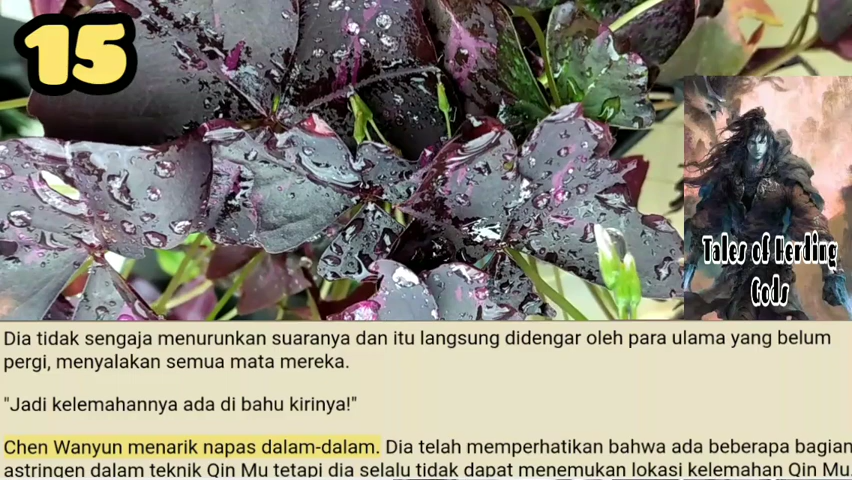 15
Tales of Herding
Gods
Dia tidak sengaja menurunkan suaranya dan itu langsung didengar oleh para ulama yang belum
pergi, menyalakan semua mata mereka.
"Jadi kelemahannya ada di bahu kirinya!"
Chen Wanyun menarik napas dalam-dalam. Dia telah memperhatikan bahwa ada beberapa bagian
astringen dalam teknik Qin Mu tetapi dia selalu tidak dapat menemukan lokasi kelemahan Qin Mu.